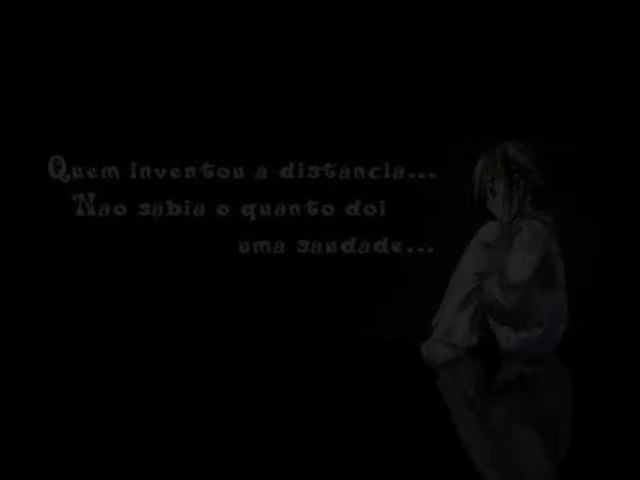 Quem inventou a distancia...
Nao sabia o quanto doi
uma saudade...